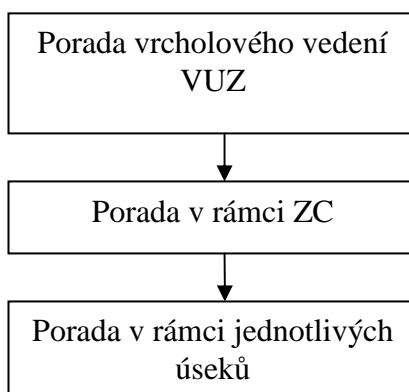 Porada vrcholového vedení
VUZ
Porada v rámci ZC
Porada v rámci jednotlivých
úseků